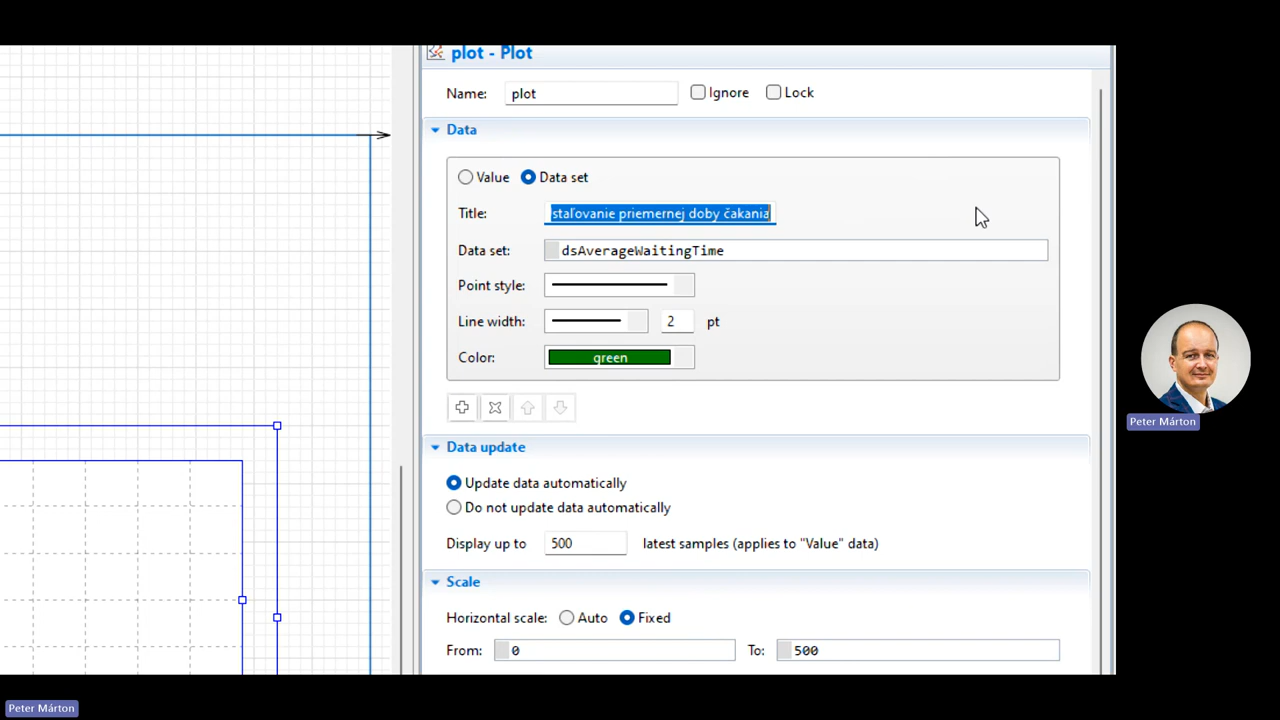 plot - Plot
Name: plot Ignore Lock
Data
Value Data set
Title: staľovanie priemernej doby čakania
Data set: dsAverageWaitingTime
Point style:
Line width: 2 pt
Color: green
Data update
Update data automatically
Do not update data automatically
Display up to 500 latest samples (applies to "Value" data)
Scale
Horizontal scale: Auto Fixed
From: 0 To: 500
Peter Márton
Peter Márton